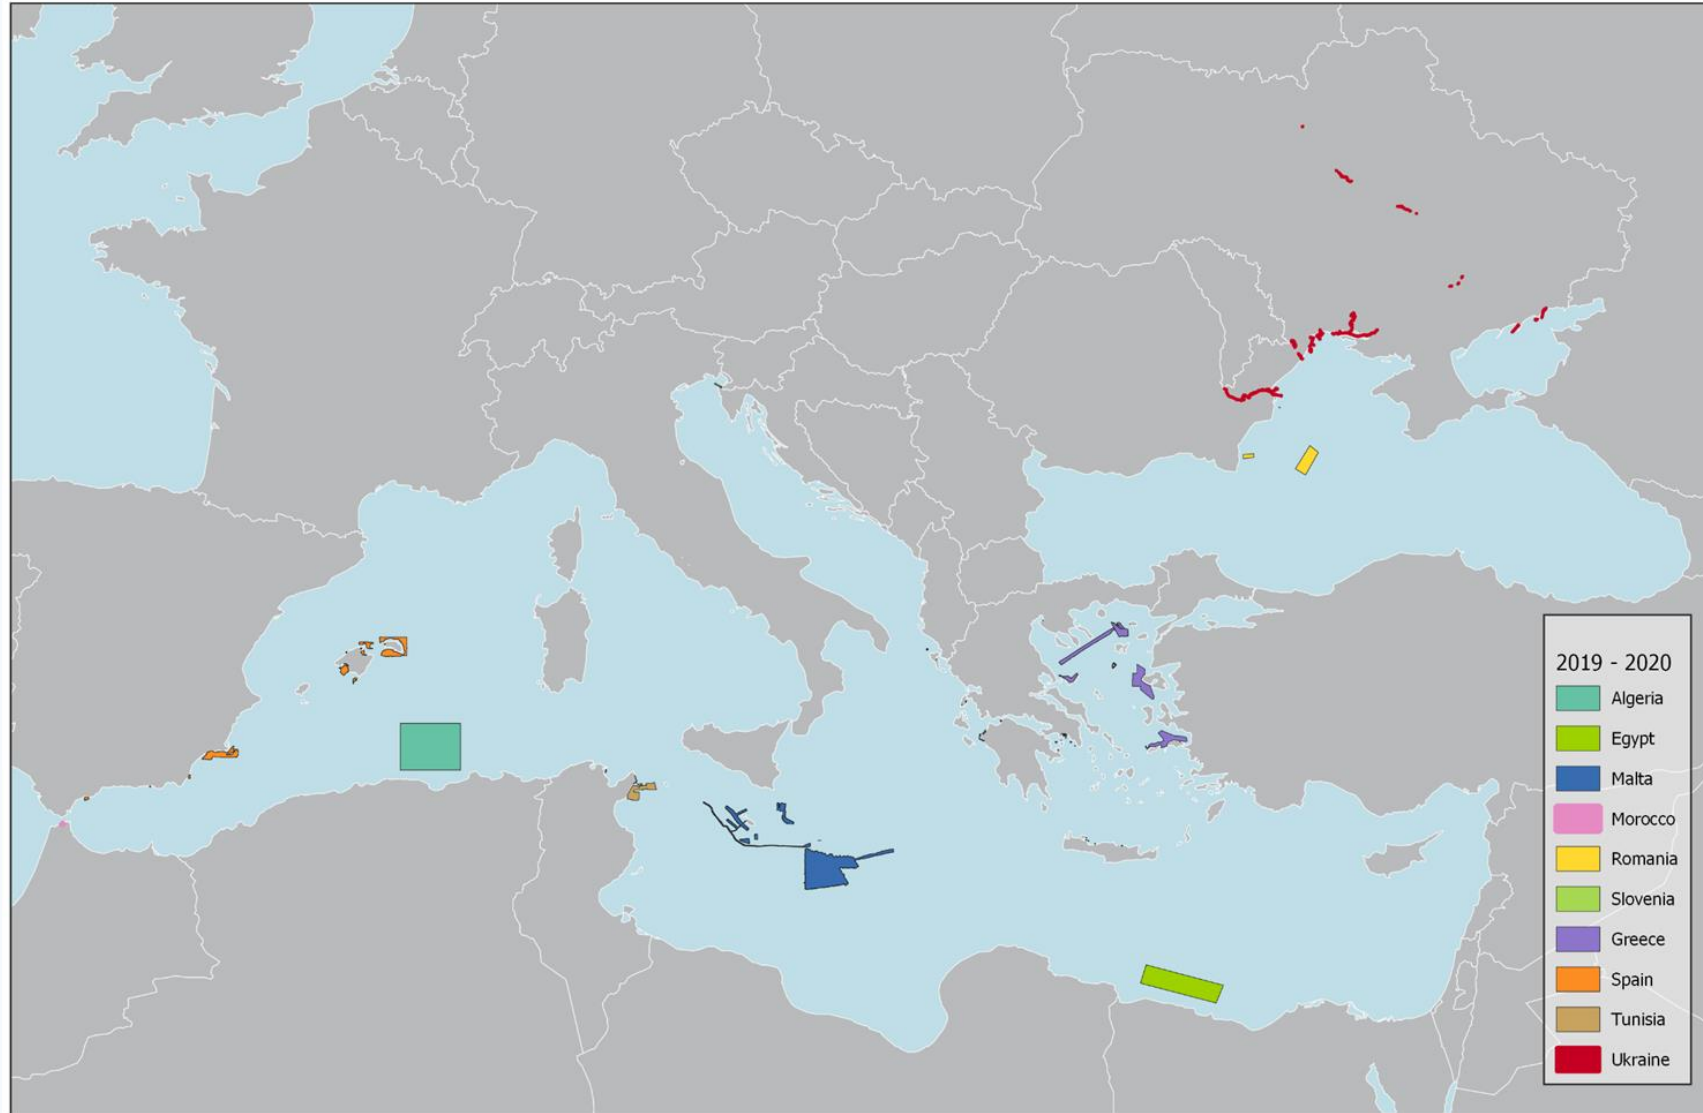 2019 - 2020
Algeria
Egypt
Malta
Morocco
Romania
Slovenia
Greece
Spain
Tunisia
Ukraine